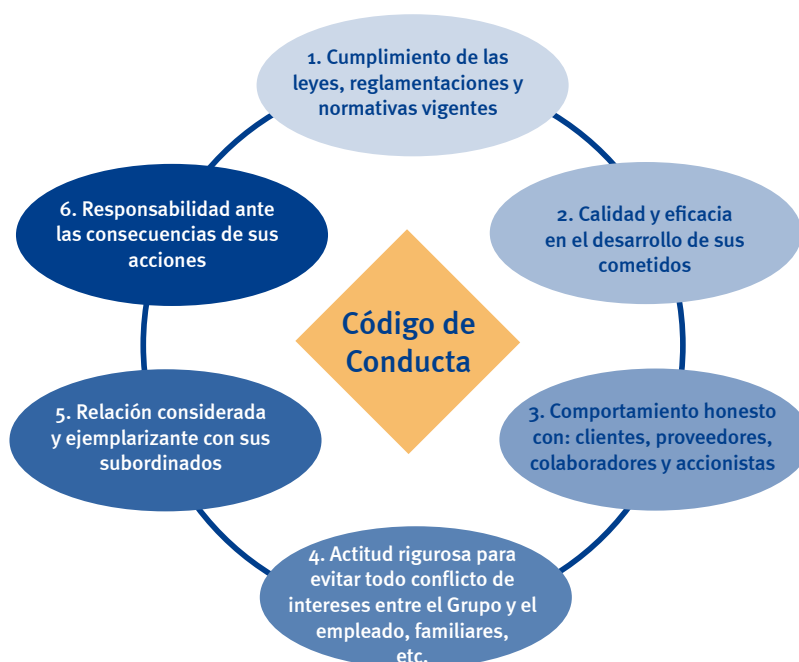 1. Cumplimiento de las
leyes, reglamentaciones y
normativas vigentes
2. Calidad y eficacia
en el desarrollo de sus
cometidos
3. Comportamiento honesto
con: clientes, proveedores,
colaboradores y accionistas
4. Actitud rigurosa para
evitar todo conflicto de
intereses entre el Grupo y el
empleado, familiares,
etc.
5. Relación considerada
y ejemplarizante con sus
subordinados
6. Responsabilidad ante
las consecuencias de sus
acciones
Código de
Conducta